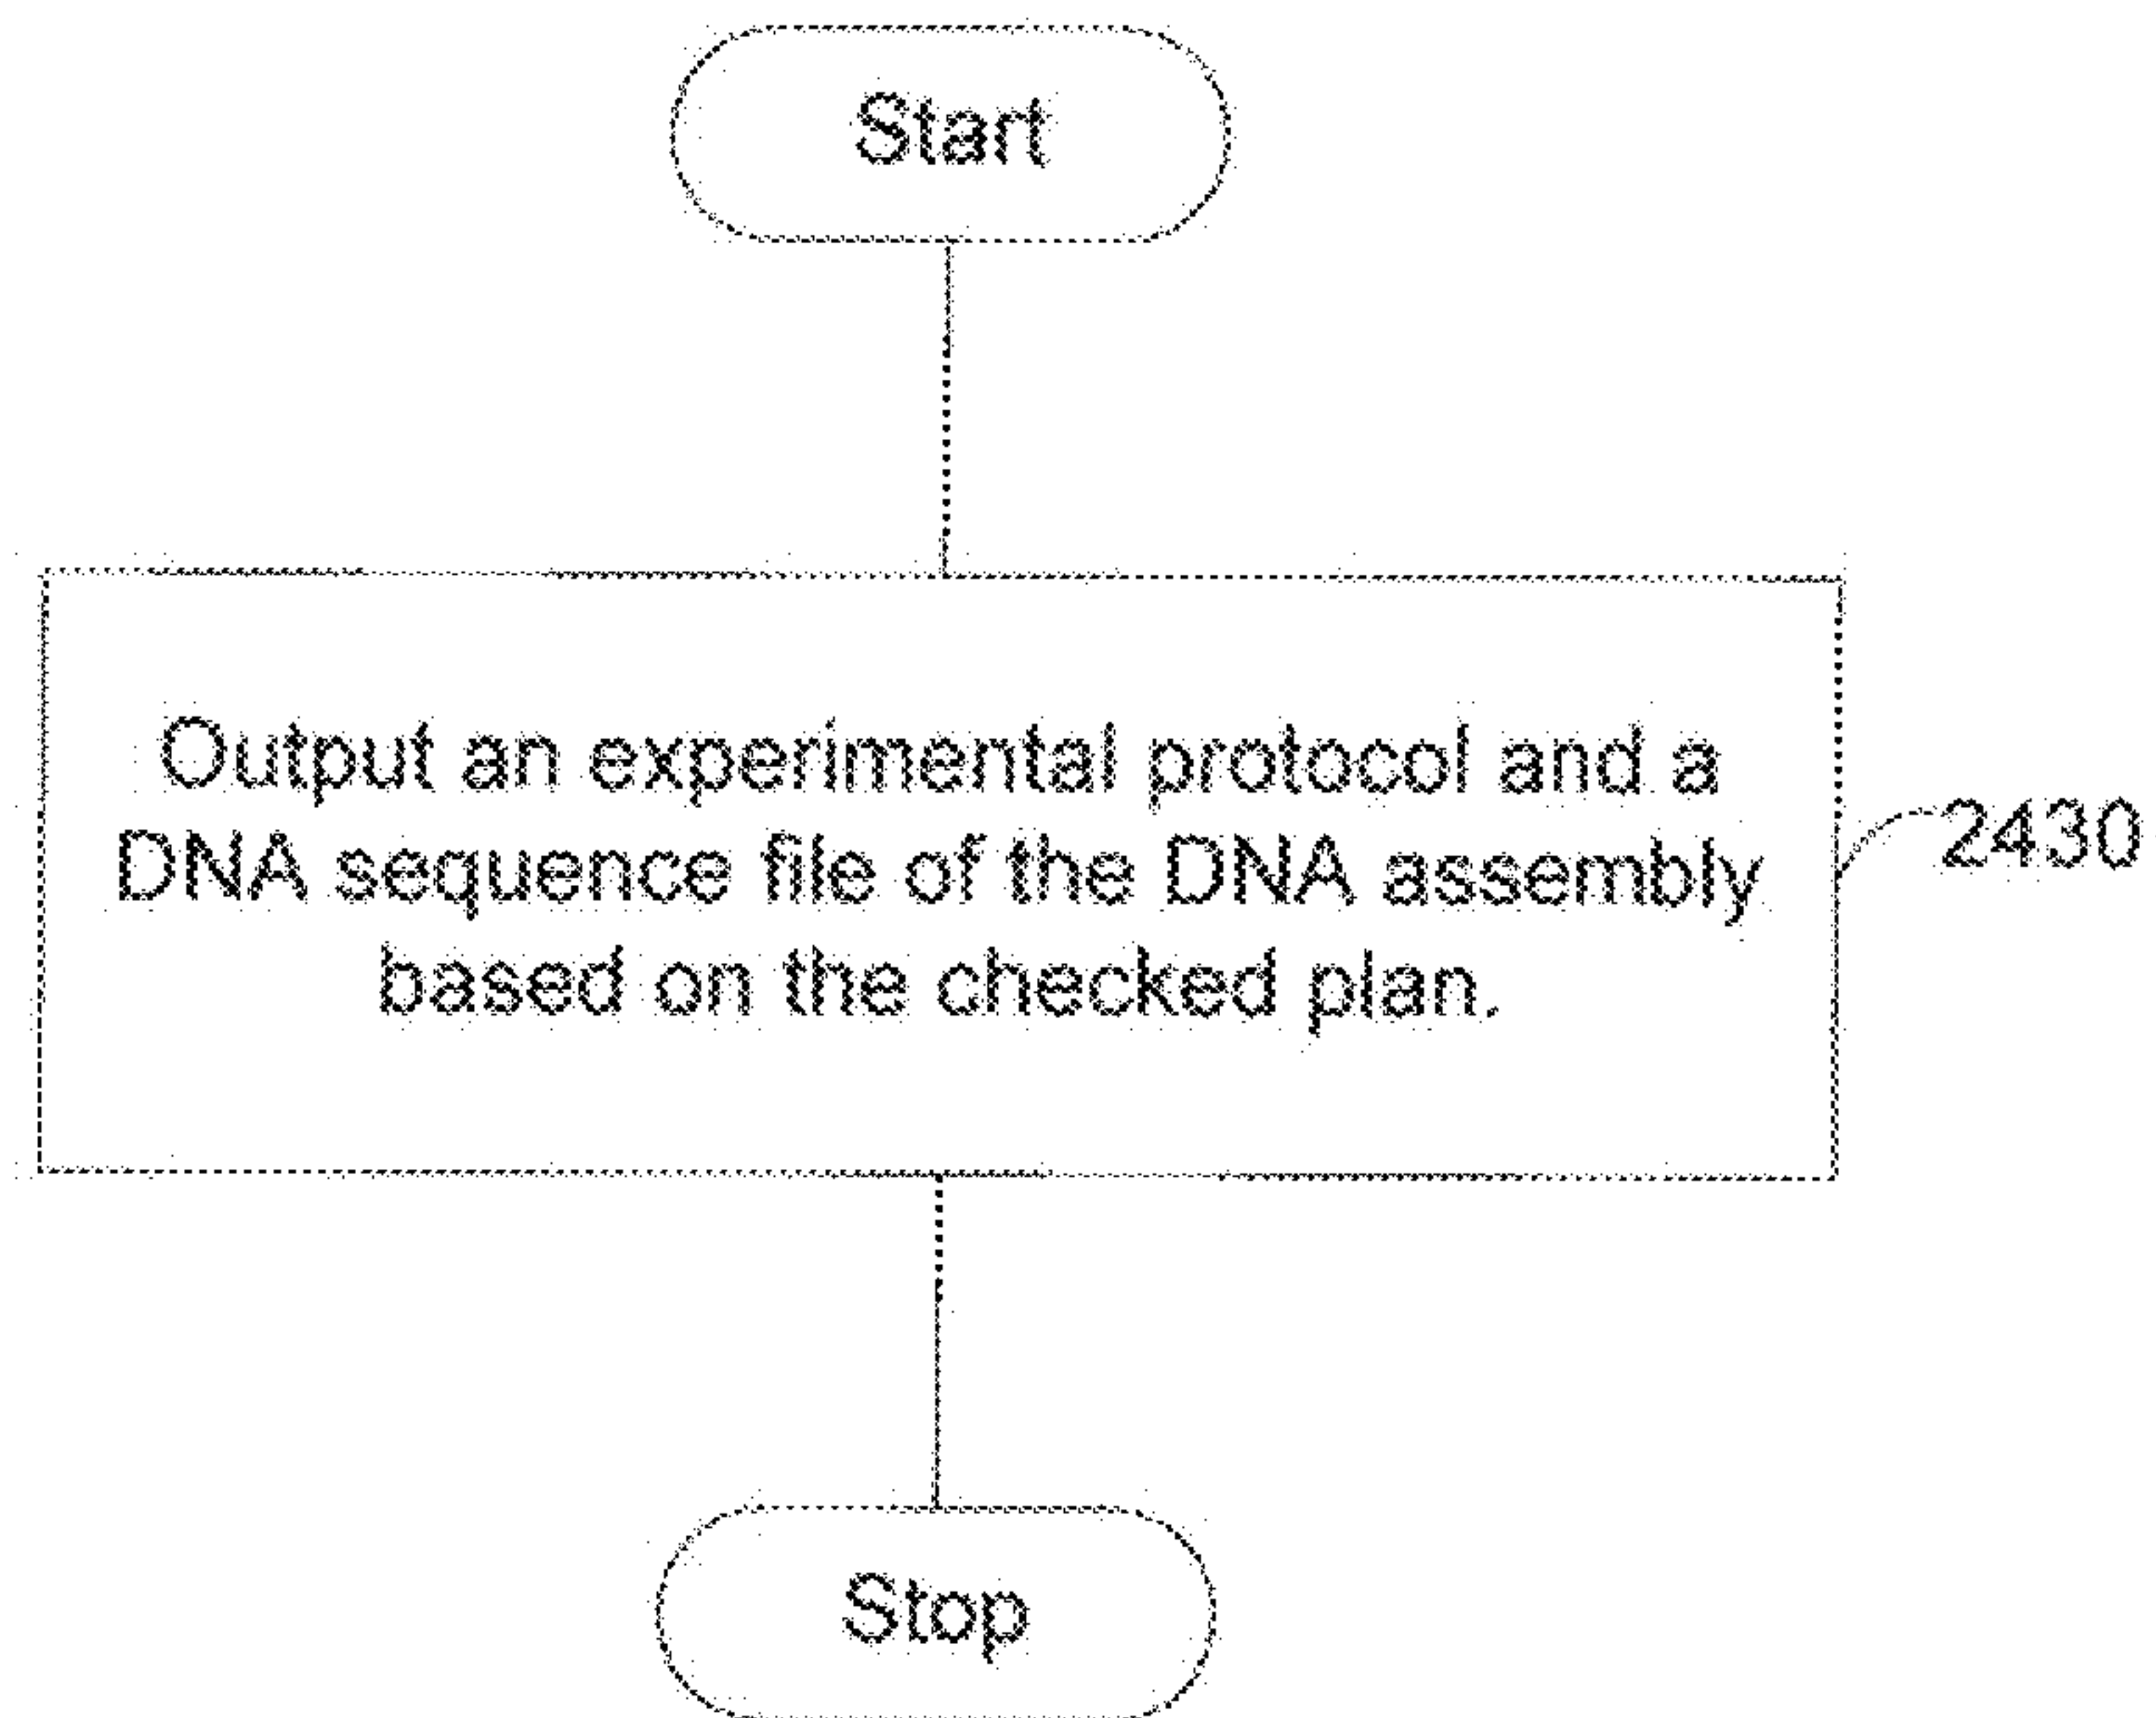 Start
Output an experimental protocol and a
DNA sequence file of the DNA assembly
based on the checked plan.
2430
Stop